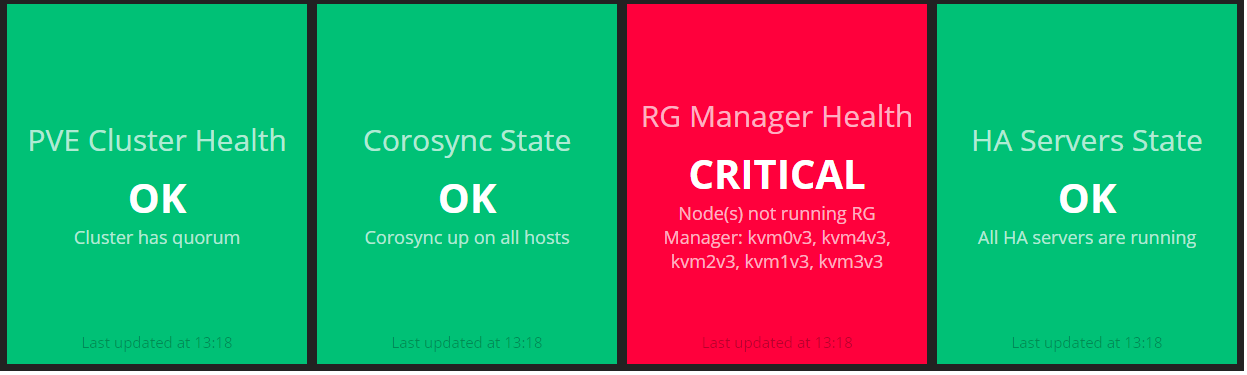 PVE Cluster Health
OK
Cluster has quorum
Last updated at 13:18
Corosync State
OK
Corosync up on all hosts
Last updated at 13:18
RG Manager Health
CRITICAL
Node(s) not running RG
Manager: kvm0v3, kvm4v3,
kvm2v3, kvm1v3, kvm3v3
Last updated at 13:18
HA Servers State
OK
All HA servers are running
Last updated at 13:18